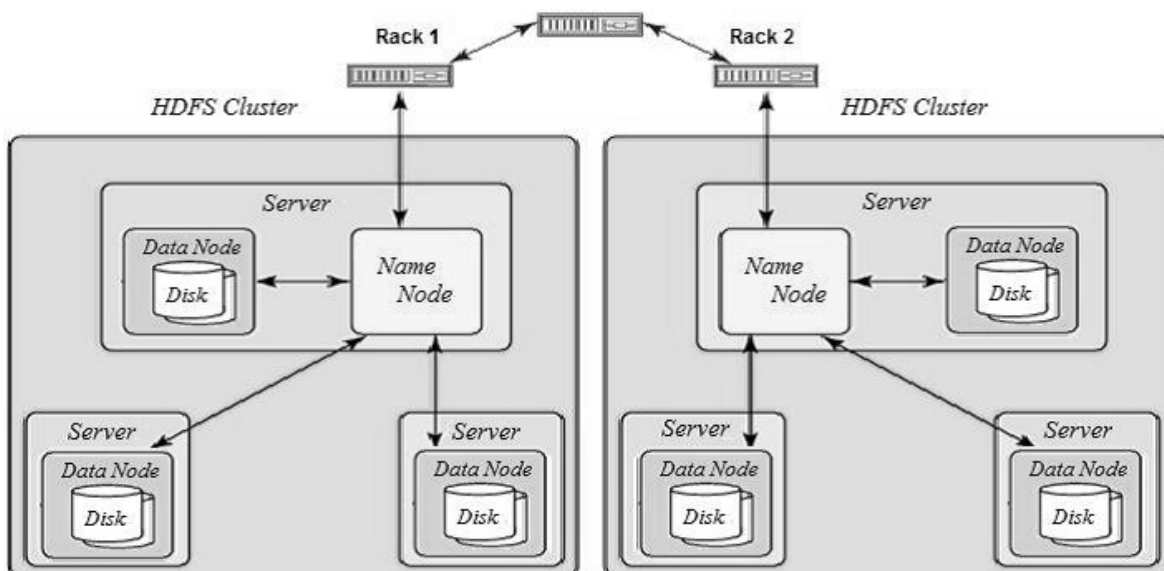 Rack 1
Rack 2
HDFS Cluster
HDFS Cluster
Server
Data Node
Disk
Name
Node
Server
Name
Node
Data Node
Disk
Server
Data Node
Disk
Server
Data Node
Disk
Server
Data Node
Disk
Server
Data Node
Disk